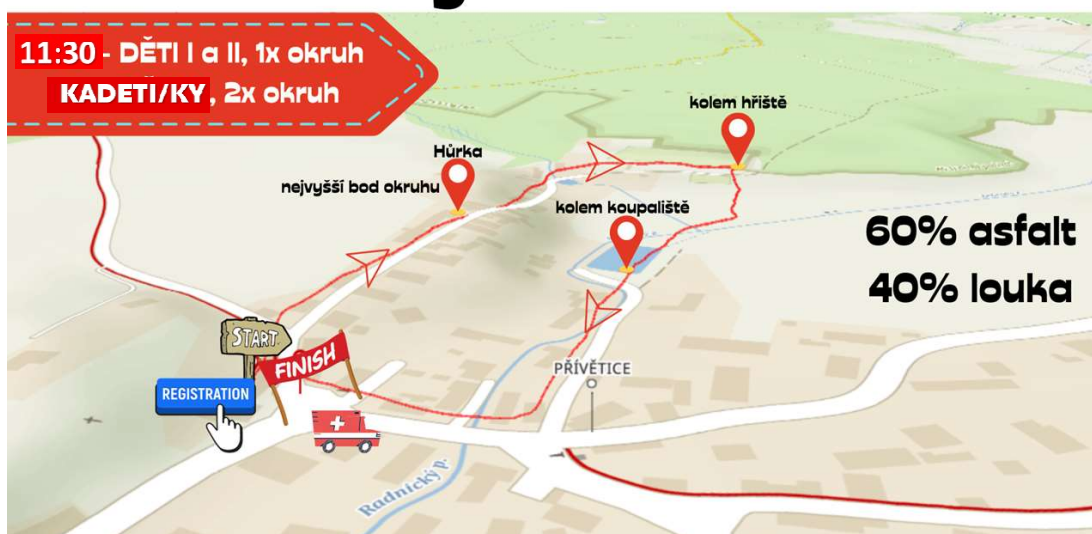 11:30 - DĚTI I a II, 1x okruh
KADETI/KY, 2x okruh
kolem hřiště
Hůrka
nejvyšší bod okruhu
kolem koupaliště
60% asfalt
40% louka
START
FINISH
PŘÍVĚTICE
REGISTRATION
Radnický p.